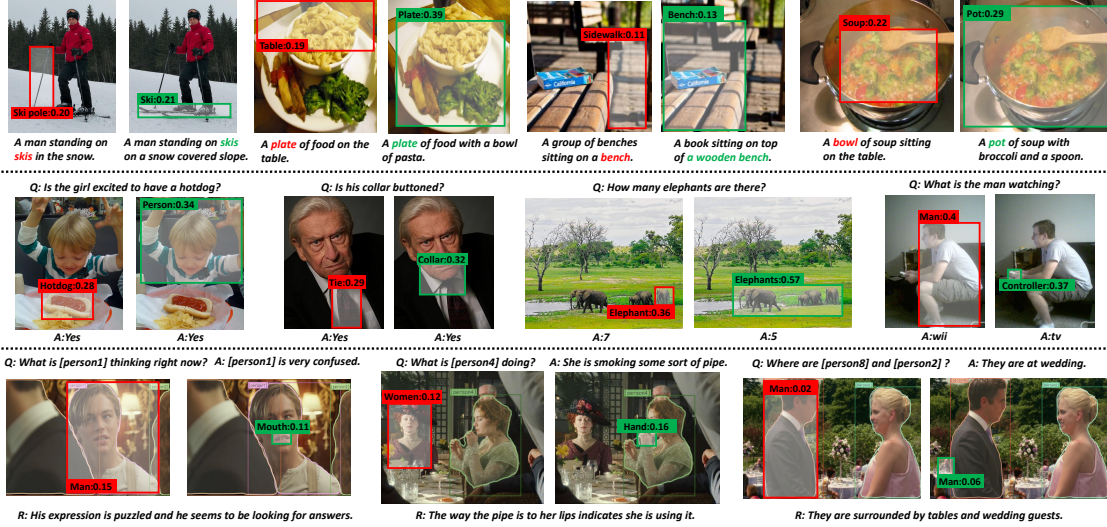 Ski pole:0.20
Ski:0.21
Table:0.19
Plate:0.39
Sidewalk:0.11
California
Bench:0.13
California
Soup:0.22
Pot:0.29
A man standing on
skis in the snow.
A man standing on skis
on a snow covered slope.
A plate of food on the
table.
A plate of food with a bowl
of pasta.
A group of benches
sitting on a bench.
A book sitting on top
of a wooden bench.
A bowl of soup sitting
on the table.
A pot of soup with
broccoli and a spoon.
Q: Is the girl excited to have a hotdog?
Q: Is his collar buttoned?
Q: How many elephants are there?
Q: What is the man watching?
Hotdog:0.28
Person:0.34
Tie:0.29
Collar:0.32
Elephant:0.36
Elephants:0.57
Man:0.4
Controller:0.37
A:Yes
A:Yes
A:Yes
A:Yes
A:7
A:5
A:wii
A:tv
Q: What is [person1] thinking right now?
A: [person1] is very confused.
Q: What is [person4] doing?
A: She is smoking some sort of pipe.
Q: Where are [person8] and [person2] ?
A: They are at wedding.
Man:0.15
Mouth:0.11
Women:0.12
Hand:0.16
Man:0.02
Man:0.06
R: His expression is puzzled and he seems to be looking for answers.
R: The way the pipe is to her lips indicates she is using it.
R: They are surrounded by tables and wedding guests.